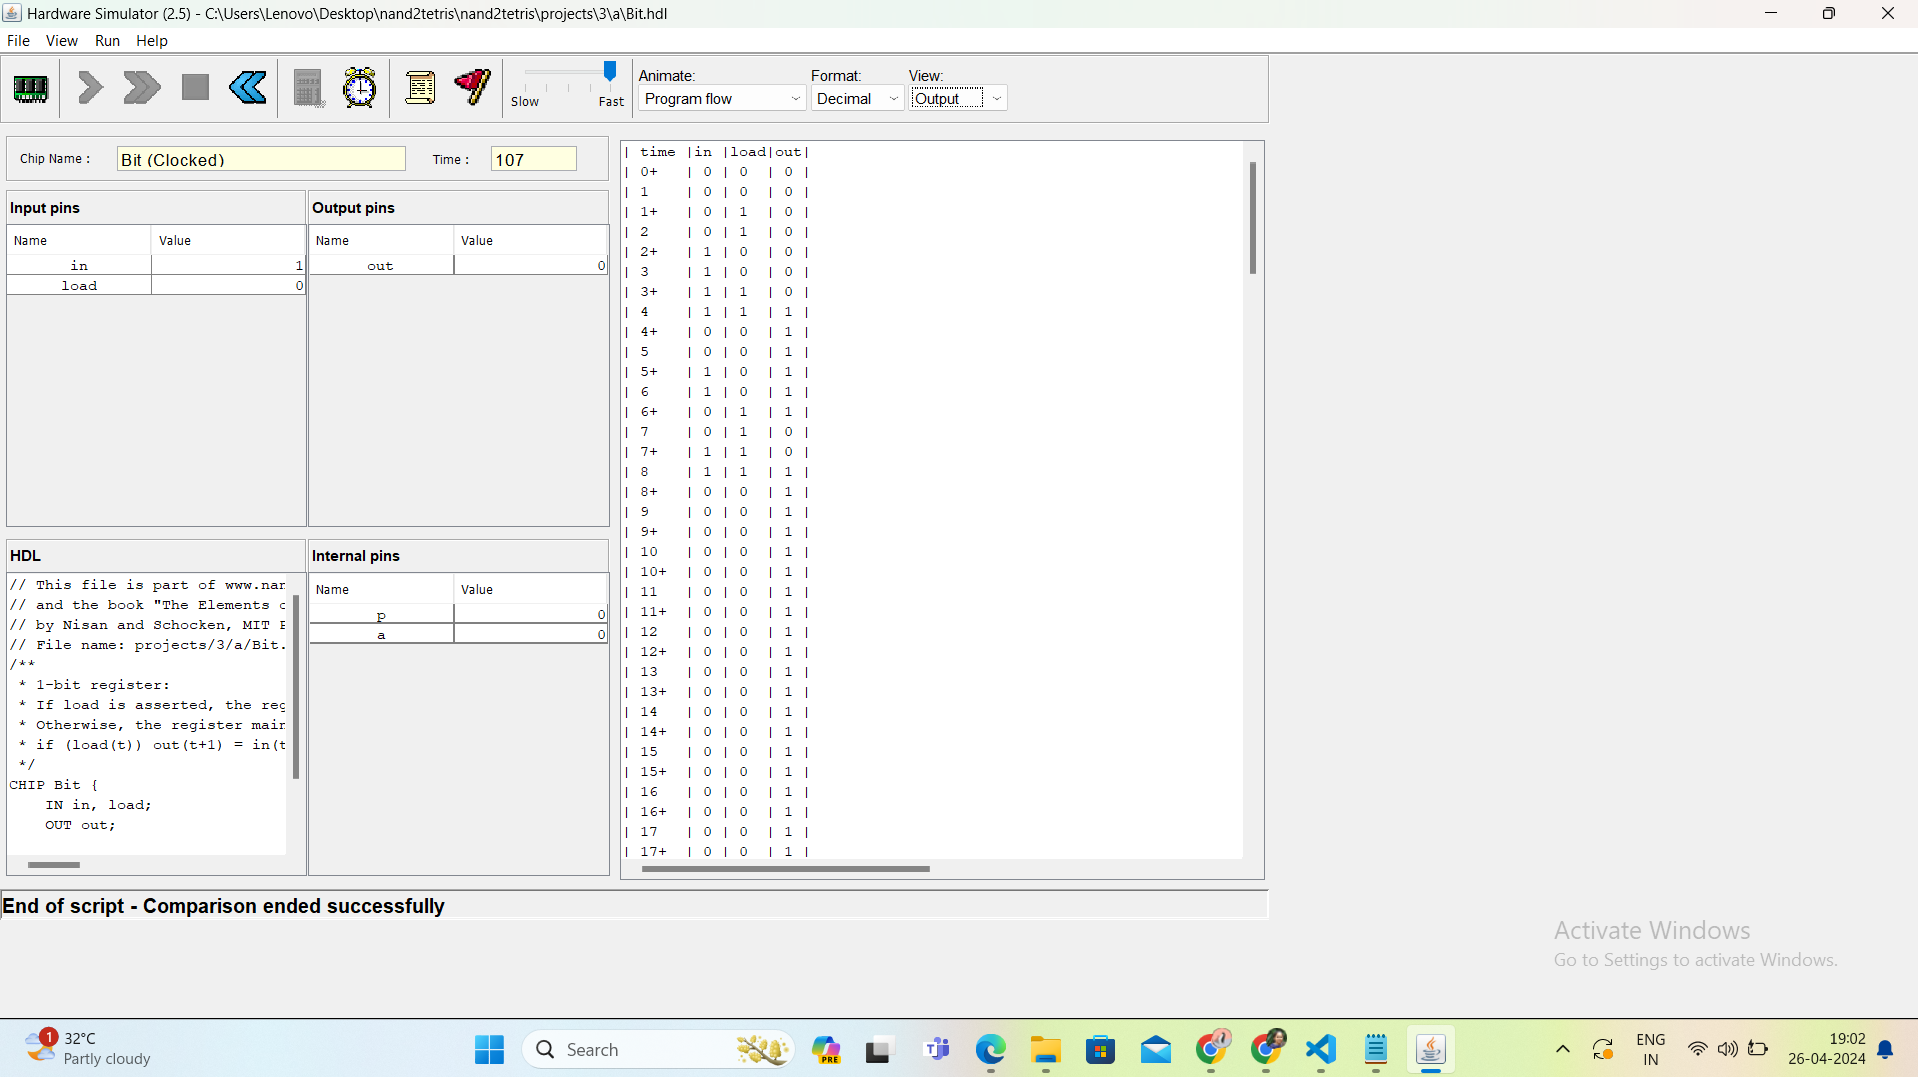 Hardware Simulator (2.5) - C:\Users\Lenovo\Desktop\nand2tetris\nand2tetris\projects\3\a\Bit.hdl
File View Run Help
Slow Fast
Animate: Format: View:
Program flow Decimal Output
Chip Name : Bit (Clocked) Time : 107
Input pins
Name Value
in 1
load 0
Output pins
Name Value
out 0
HDL
// This file is part of www.nan
// and the book "The Elements o
// by Nisan and Schocken, MIT P
// File name: projects/3/a/Bit.
/**
* 1-bit register:
* If load is asserted, the reg
* Otherwise, the register main
* if (load(t)) out(t+1) = in(t
*/
CHIP Bit {
IN in, load;
OUT out;
Internal pins
Name Value
p 0
a 0
| time |in |load|out|
| 0+ | 0 | 0 | 0 |
| 1 | 0 | 0 | 0 |
| 1+ | 0 | 1 | 0 |
| 2 | 0 | 1 | 0 |
| 2+ | 1 | 0 | 0 |
| 3 | 1 | 0 | 0 |
| 3+ | 1 | 1 | 0 |
| 4 | 1 | 1 | 1 |
| 4+ | 0 | 0 | 1 |
| 5 | 0 | 0 | 1 |
| 5+ | 1 | 0 | 1 |
| 6 | 1 | 0 | 1 |
| 6+ | 0 | 1 | 1 |
| 7 | 0 | 1 | 0 |
| 7+ | 1 | 1 | 0 |
| 8 | 1 | 1 | 1 |
| 8+ | 0 | 0 | 1 |
| 9 | 0 | 0 | 1 |
| 9+ | 0 | 0 | 1 |
| 10 | 0 | 0 | 1 |
| 10+ | 0 | 0 | 1 |
| 11 | 0 | 0 | 1 |
| 11+ | 0 | 0 | 1 |
| 12 | 0 | 0 | 1 |
| 12+ | 0 | 0 | 1 |
| 13 | 0 | 0 | 1 |
| 13+ | 0 | 0 | 1 |
| 14 | 0 | 0 | 1 |
| 14+ | 0 | 0 | 1 |
| 15 | 0 | 0 | 1 |
| 15+ | 0 | 0 | 1 |
| 16 | 0 | 0 | 1 |
| 16+ | 0 | 0 | 1 |
| 17 | 0 | 0 | 1 |
| 17+ | 0 | 0 | 1 |
End of script - Comparison ended successfully
Activate Windows
Go to Settings to activate Windows.
1
32°C
Partly cloudy
Search
PRE
ENG
IN
19:02
26-04-2024